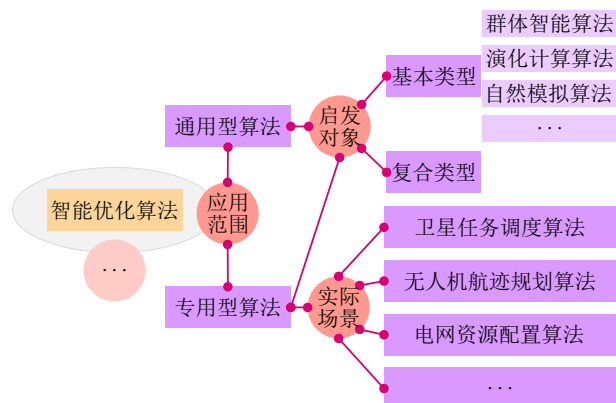 群体智能算法
演化计算算法
自然模拟算法
...
基本类型
启发
对象
通用型算法
复合类型
智能优化算法
应用
范围
...
专用型算法
实际
场景
卫星任务调度算法
无人机航迹规划算法
电网资源配置算法
...